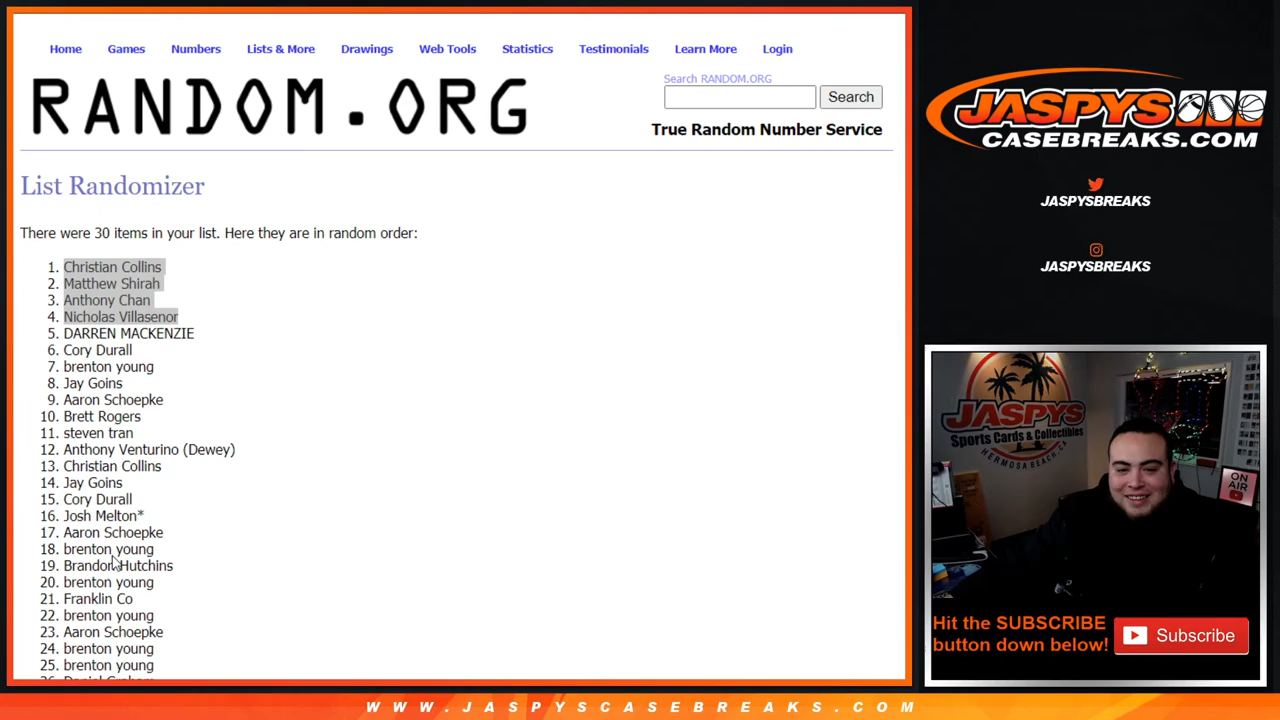 Home Games Numbers Lists & More Drawings Web Tools Statistics Testimonials Learn More Login
RANDOM.ORG
Search RANDOM.ORG
Search
True Random Number Service
List Randomizer
There were 30 items in your list. Here they are in random order:
1. Christian Collins
2. Matthew Shirah
3. Anthony Chan
4. Nicholas Villasenor
5. DARREN MACKENZIE
6. Cory Durall
7. brenton young
8. Jay Goins
9. Aaron Schoepke
10. Brett Rogers
11. steven tran
12. Anthony Venturino (Dewey)
13. Christian Collins
14. Jay Goins
15. Cory Durall
16. Josh Melton*
17. Aaron Schoepke
18. brenton young
19. Brandon Hutchins
20. brenton young
21. Franklin Co
22. brenton young
23. Aaron Schoepke
24. brenton young
25. brenton young
JASPYS
CASEBREAKS.COM
JASPYSBREAKS
JASPYSBREAKS
JASPYS
Sports Cards & Collectibles
HERMOSA BEACH, CA
ON AIR
Hit the SUBSCRIBE
button down below!
Subscribe
WWW.JASPYSCASEBREAKS.COM